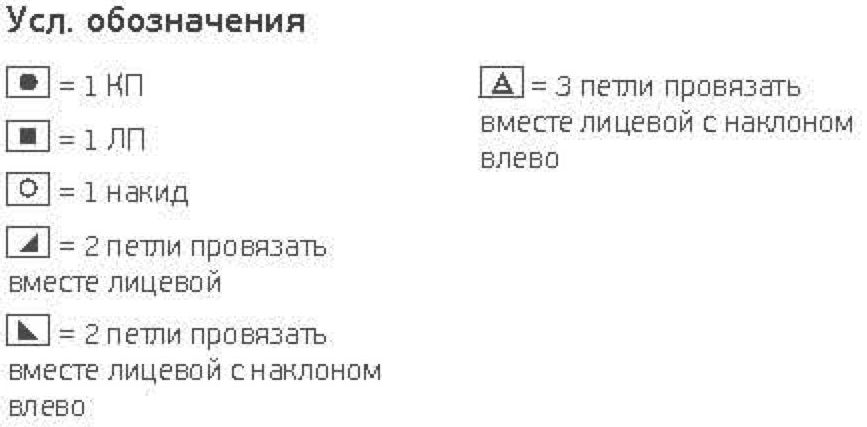 Усл. обозначения
= 1 КП
= 1 ЛП
= 1 накид
= 2 петли провязать
вместе лицевой
= 2 петли провязать
вместе лицевой с наклоном
влево
= 3 петли провязать
вместе лицевой с наклоном
влево